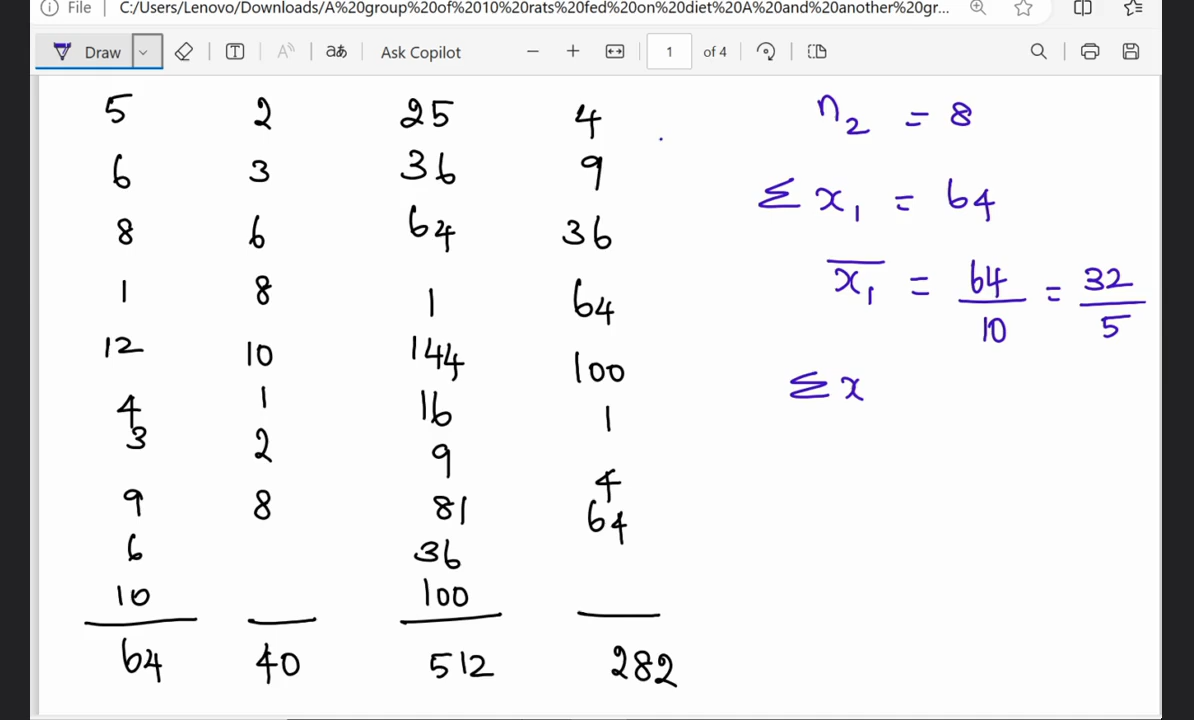 File C:/Users/Lenovo/Downloads/A%20group%20of%2010%20rats%20fed%20on%20diet%20A%20and%20another%20gr...
Draw A aあ Ask Copilot 1 of 4
5 2 25 4 n₂ = 8
6 3 36 9
Σ x₁ = 64
8 6 64 36
x̅₁ = 64/10 = 32/5
1 8 1 64
12 10 144 100
Σ x
4 1 16 1
3 2 9 4
9 8 81 64
6 36
10 100
64 40 512 282